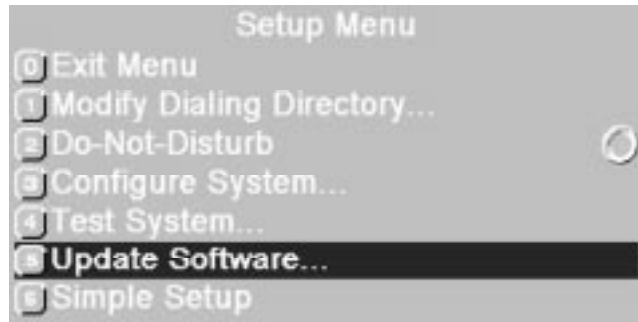 Setup Menu
0 Exit Menu
1 Modify Dialing Directory...
2 Do-Not-Disturb
3 Configure System...
4 Test System...
5 Update Software...
6 Simple Setup